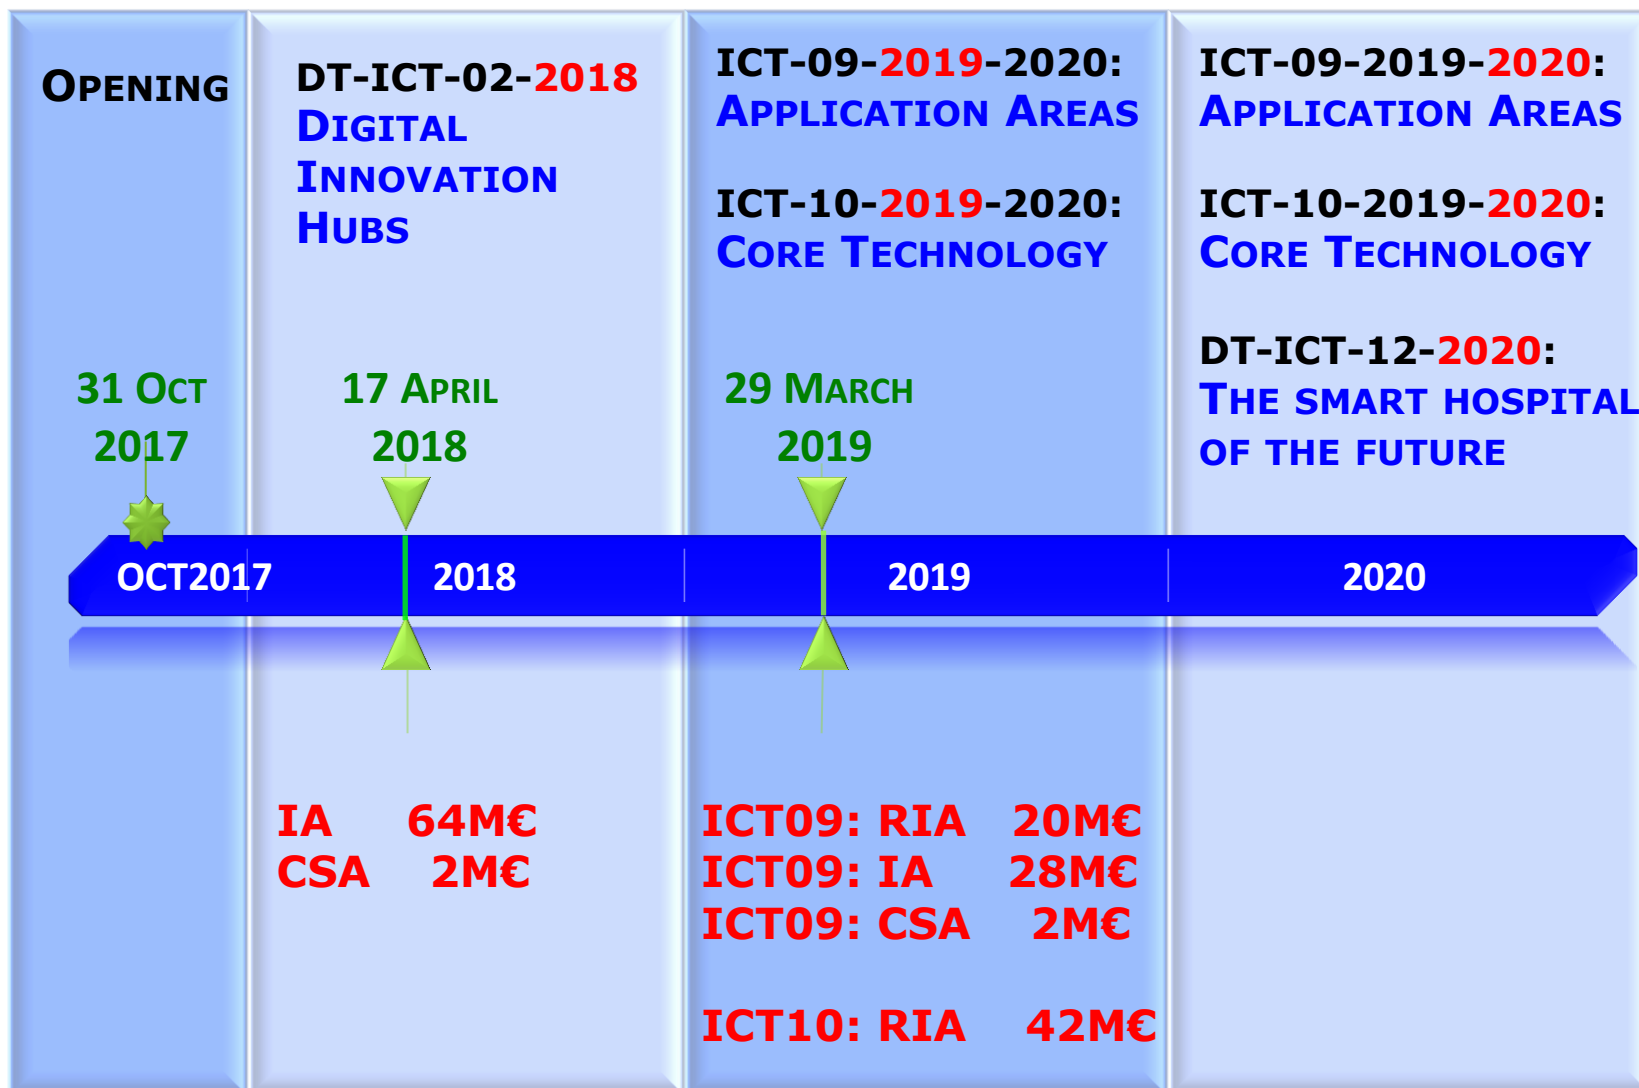 OPENING
DT-ICT-02-2018
DIGITAL
INNOVATION
HUBS
ICT-09-2019-2020:
APPLICATION AREAS
ICT-10-2019-2020:
CORE TECHNOLOGY
ICT-09-2019-2020:
APPLICATION AREAS
ICT-10-2019-2020:
CORE TECHNOLOGY
DT-ICT-12-2020:
THE SMART HOSPITAL
OF THE FUTURE
31 OCT
2017
17 APRIL
2018
29 MARCH
2019
OCT2017
2018
2019
2020
IA 64M€
CSA 2M€
ICT09: RIA 20M€
ICT09: IA 28M€
ICT09: CSA 2M€
ICT10: RIA 42M€